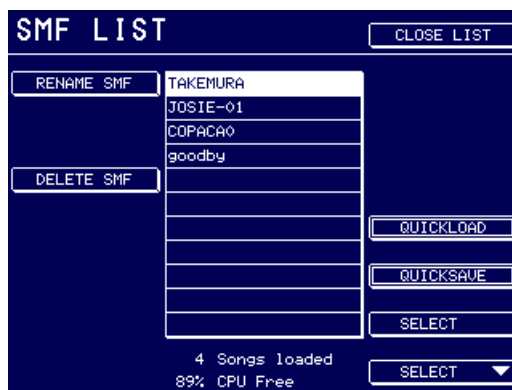 SMF LIST
CLOSE LIST
RENAME SMF
TAKEMURA
JOSIE-01
COPACAO
goodby
DELETE SMF
QUICKLOAD
QUICKSAVE
SELECT
4 Songs loaded
89% CPU Free
SELECT